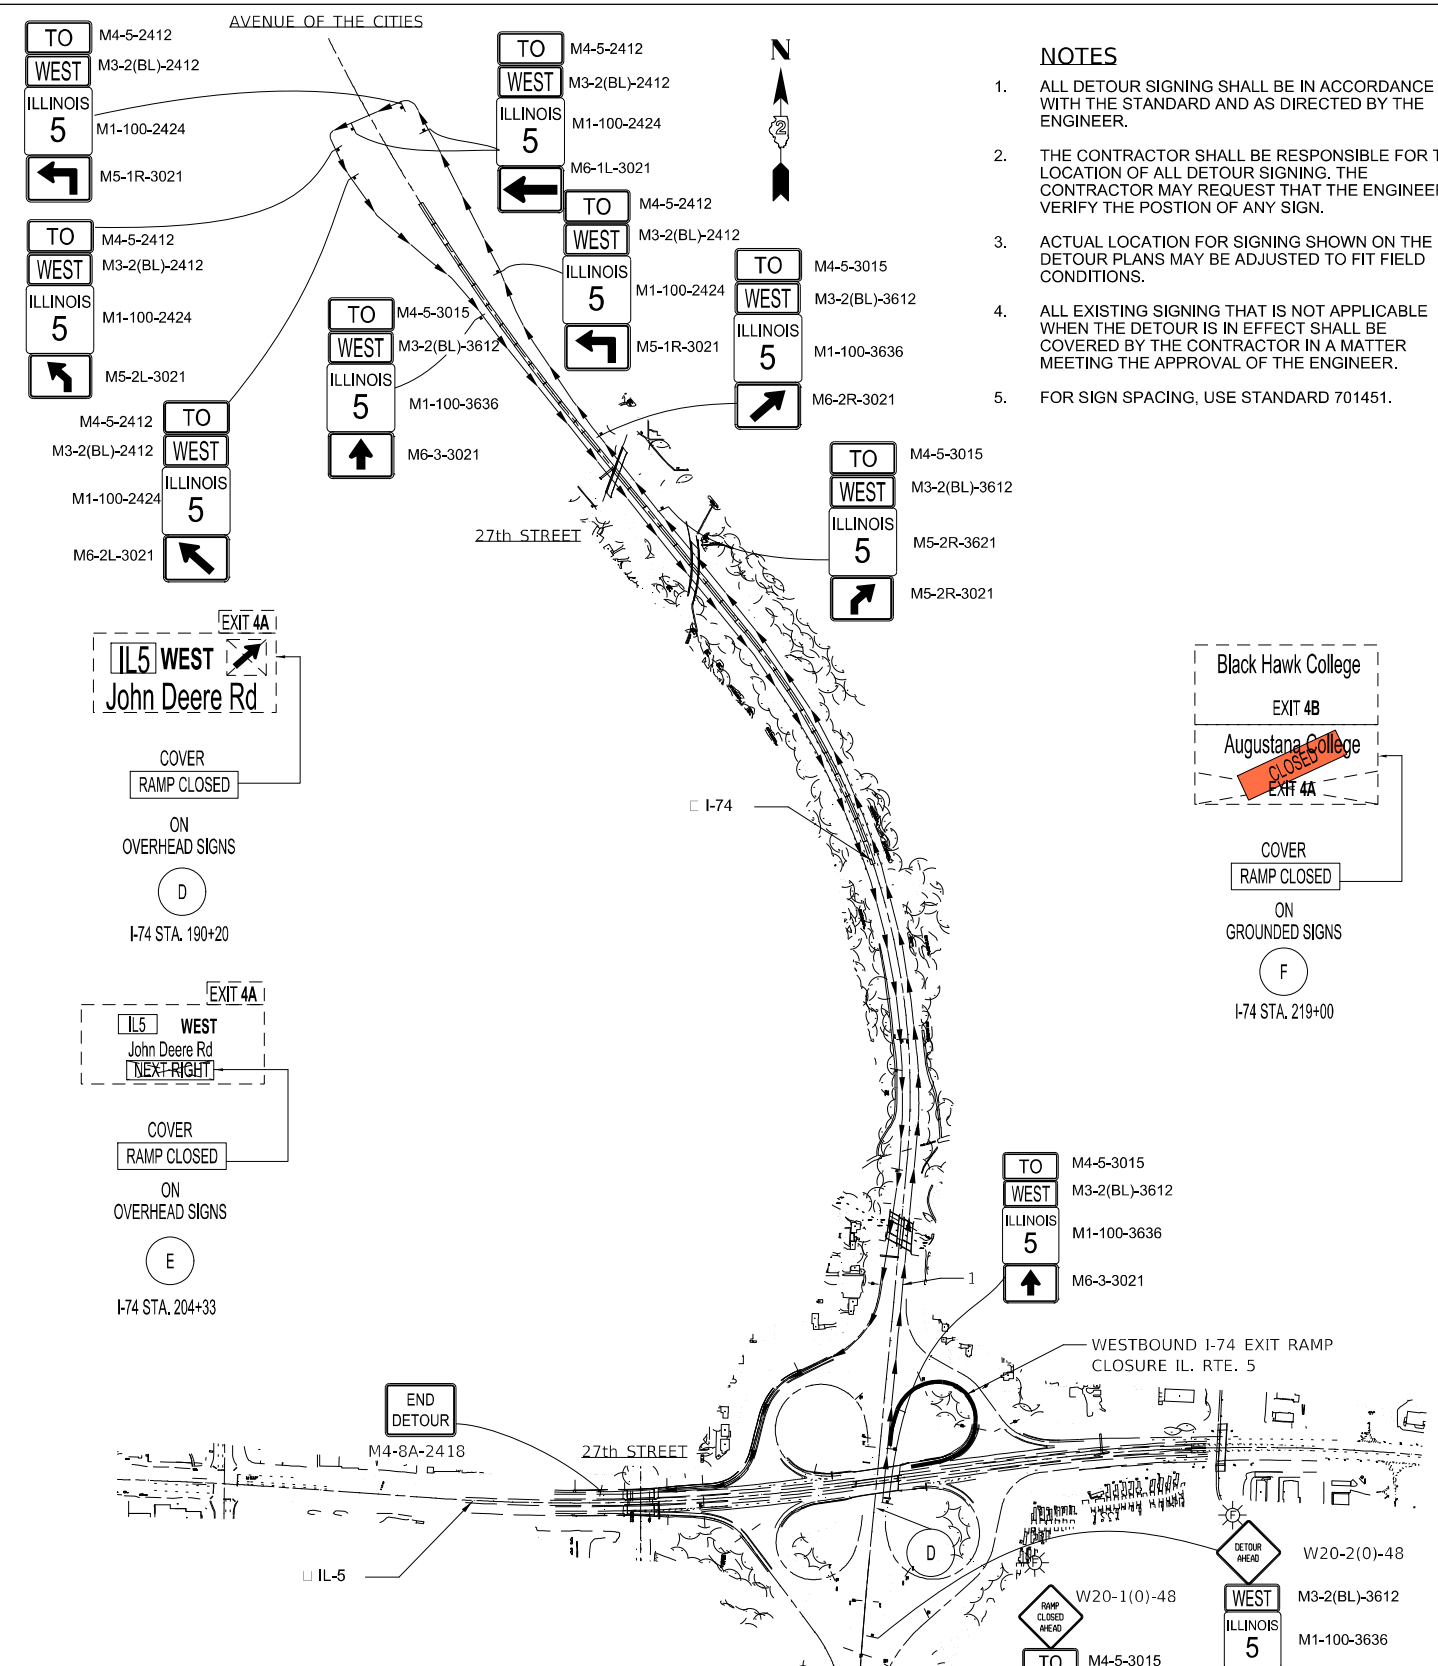 AVENUE OF THE CITIES
TO M4-5-2412
WEST M3-2(BL)-2412
ILLINOIS
5 M1-100-2424
M5-1R-3021
TO M4-5-2412
WEST M3-2(BL)-2412
ILLINOIS
5 M1-100-2424
M6-1L-3021
N
2
NOTES
1. ALL DETOUR SIGNING SHALL BE IN ACCORDANCE
WITH THE STANDARD AND AS DIRECTED BY THE
ENGINEER.
2. THE CONTRACTOR SHALL BE RESPONSIBLE FOR T
LOCATION OF ALL DETOUR SIGNING. THE
CONTRACTOR MAY REQUEST THAT THE ENGINEER
VERIFY THE POSTION OF ANY SIGN.
3. ACTUAL LOCATION FOR SIGNING SHOWN ON THE
DETOUR PLANS MAY BE ADJUSTED TO FIT FIELD
CONDITIONS.
4. ALL EXISTING SIGNING THAT IS NOT APPLICABLE
WHEN THE DETOUR IS IN EFFECT SHALL BE
COVERED BY THE CONTRACTOR IN A MATTER
MEETING THE APPROVAL OF THE ENGINEER.
5. FOR SIGN SPACING, USE STANDARD 701451.
TO M4-5-2412
WEST M3-2(BL)-2412
ILLINOIS
5 M1-100-2424
M5-2L-3021
TO M4-5-2412
WEST M3-2(BL)-2412
ILLINOIS
5 M1-100-2424
M5-1R-3021
TO M4-5-3015
WEST M3-2(BL)-3612
ILLINOIS
5 M1-100-3636
M6-2R-3021
TO M4-5-3015
WEST M3-2(BL)-3612
ILLINOIS
5 M1-100-3636
M6-3-3021
M4-5-2412 TO
M3-2(BL)-2412 WEST
ILLINOIS
M1-100-2424 5
M6-2L-3021
TO M4-5-3015
WEST M3-2(BL)-3612
ILLINOIS
5 M5-2R-3621
M5-2R-3021
27th STREET
EXIT 4A
IL5 WEST
John Deere Rd
COVER
RAMP CLOSED
ON
OVERHEAD SIGNS
D
I-74 STA. 190+20
Black Hawk College
EXIT 4B
Augustana College
CLOSED
EXIT 4A
COVER
RAMP CLOSED
ON
GROUNDED SIGNS
F
I-74 STA. 219+00
I-74
EXIT 4A
IL5 WEST
John Deere Rd
NEXT RIGHT
COVER
RAMP CLOSED
ON
OVERHEAD SIGNS
E
I-74 STA. 204+33
TO M4-5-3015
WEST M3-2(BL)-3612
ILLINOIS
5 M1-100-3636
M6-3-3021
1
WESTBOUND I-74 EXIT RAMP
CLOSURE IL. RTE. 5
END
DETOUR
M4-8A-2418
27th STREET
IL-5
D
F
F
DETOUR
AHEAD
W20-2(0)-48
RAMP
CLOSED
AHEAD
W20-1(0)-48
WEST M3-2(BL)-3612
ILLINOIS
5 M1-100-3636
TO M4-5-3015